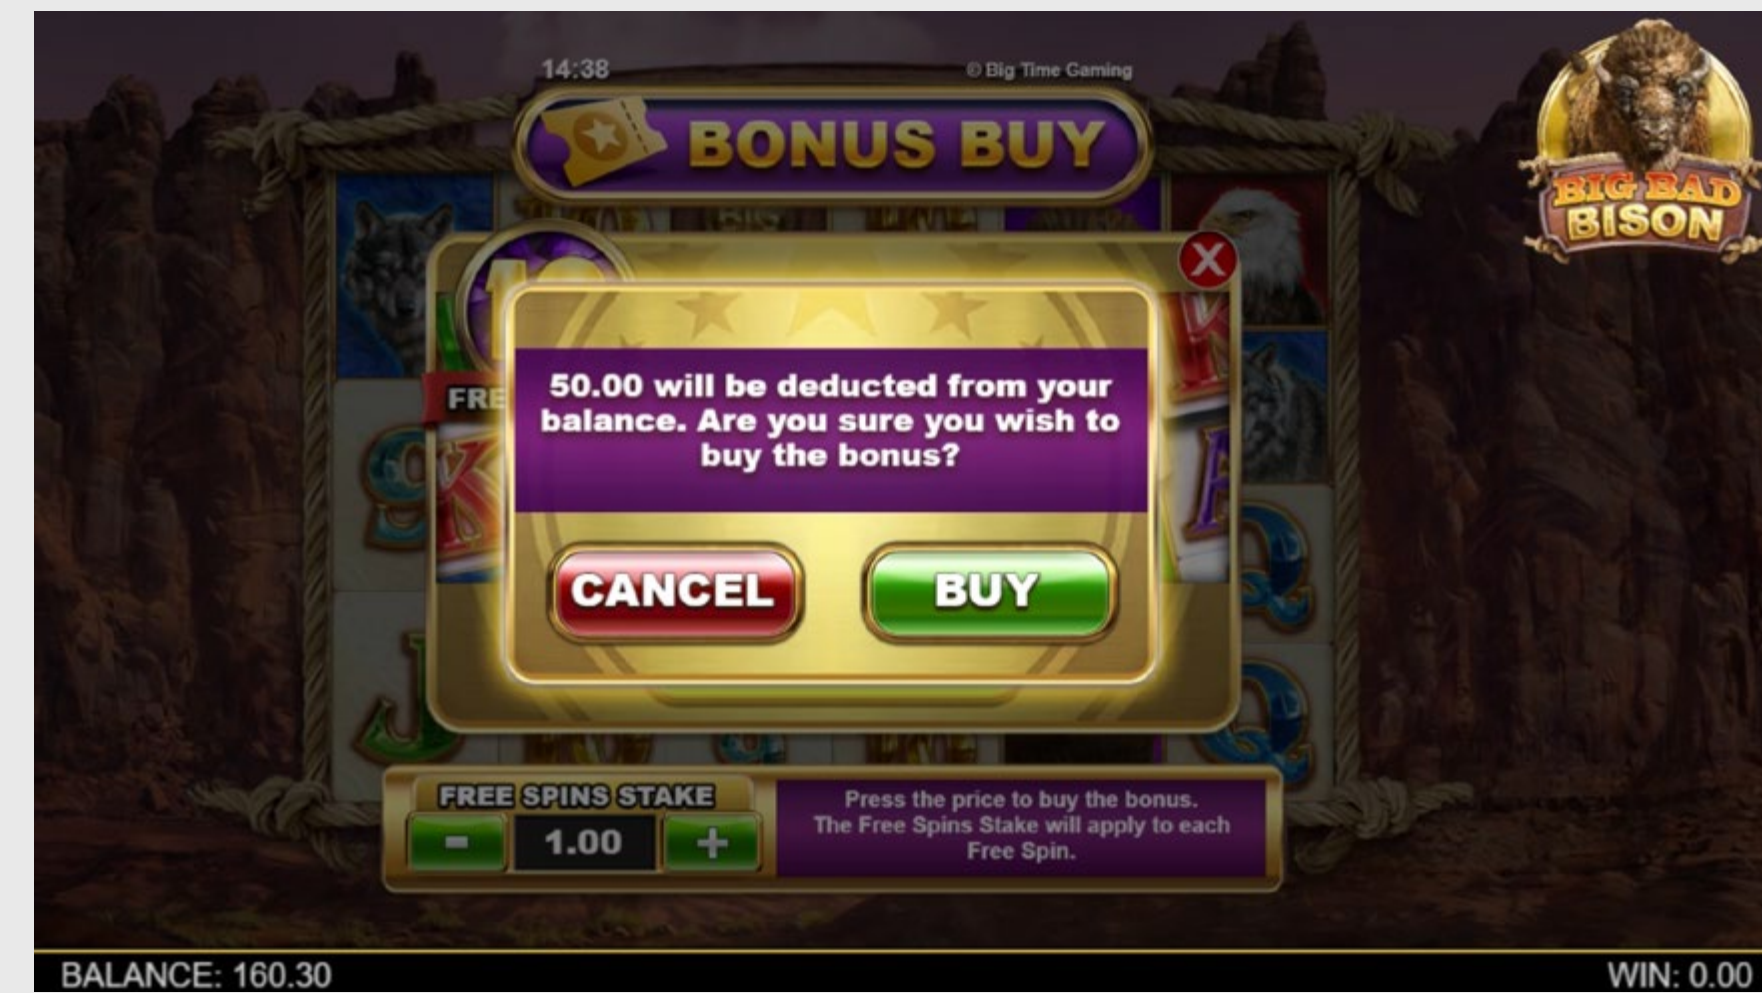 14:38
© Big Time Gaming
BONUS BUY
BIG BAD
BISON
50.00 will be deducted from your
balance. Are you sure you wish to
buy the bonus?
X
K
A
9
K
Q
J
Q
CANCEL
BUY
FREE SPINS STAKE
-
1.00
+
Press the price to buy the bonus.
The Free Spins Stake will apply to each
Free Spin.
BALANCE: 160.30
WIN: 0.00